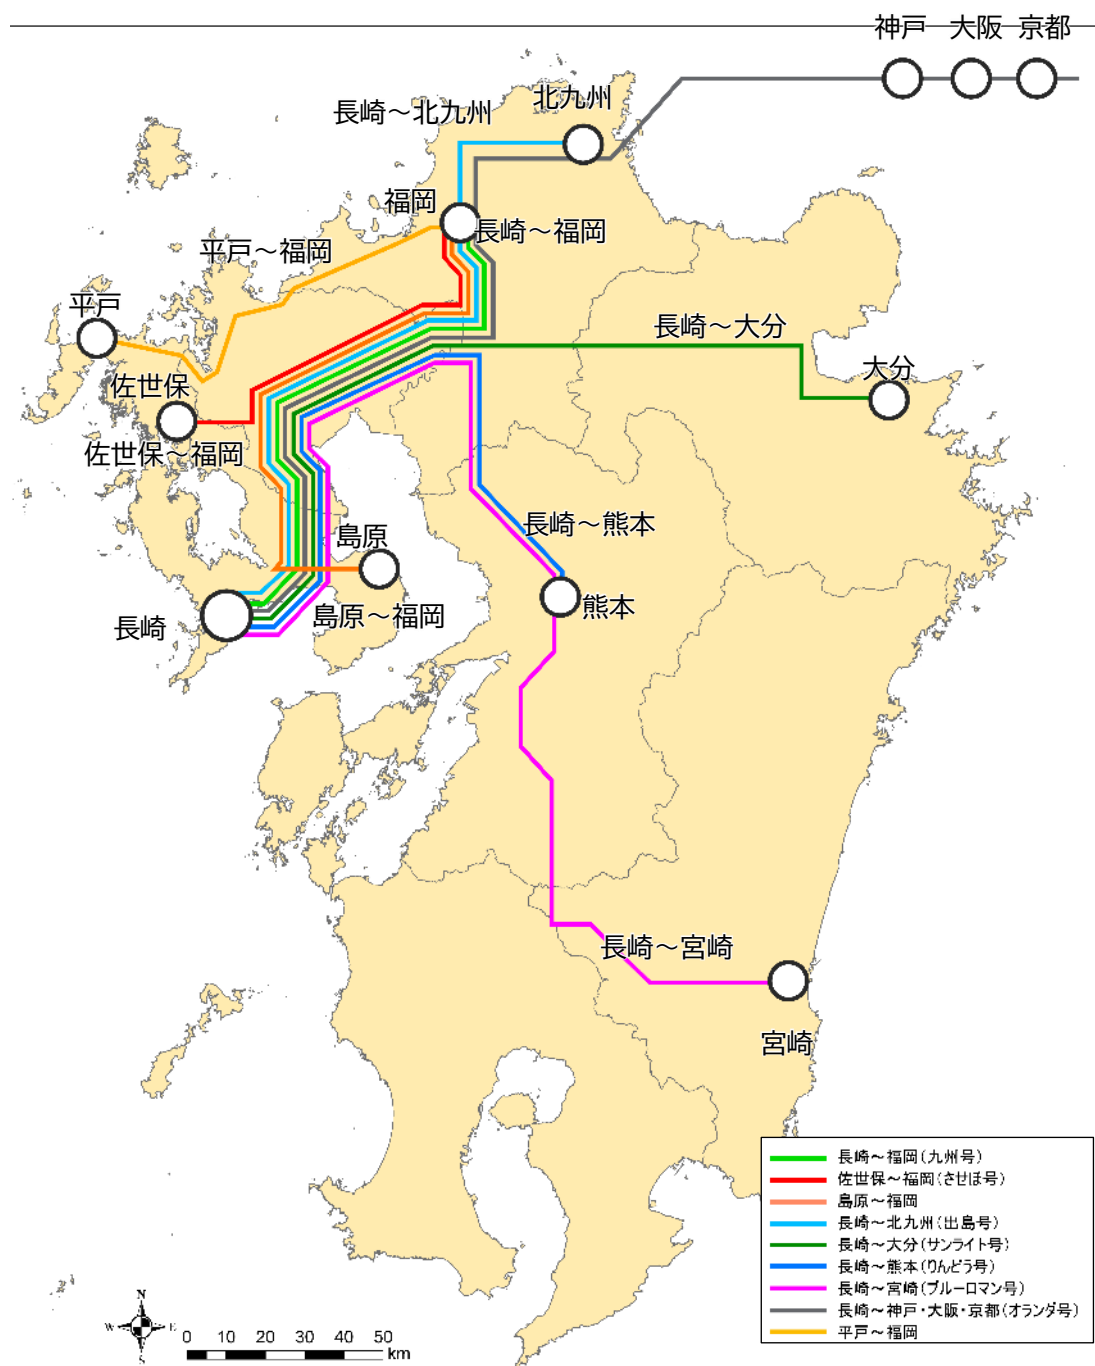 神戸 大阪 京都
北九州
長崎～北九州
福岡
長崎～福岡
平戸～福岡
平戸
長崎～大分
大分
佐世保
佐世保～福岡
長崎～熊本
島原
熊本
島原～福岡
長崎
長崎～宮崎
宮崎
長崎～福岡(九州号)
佐世保～福岡(させぼ号)
島原～福岡
長崎～北九州(出島号)
長崎～大分(サンライト号)
長崎～熊本(りんどう号)
長崎～宮崎(ブルーロマン号)
長崎～神戸・大阪・京都(オランダ号)
平戸～福岡
N
W E
S
0 10 20 30 40 50
km